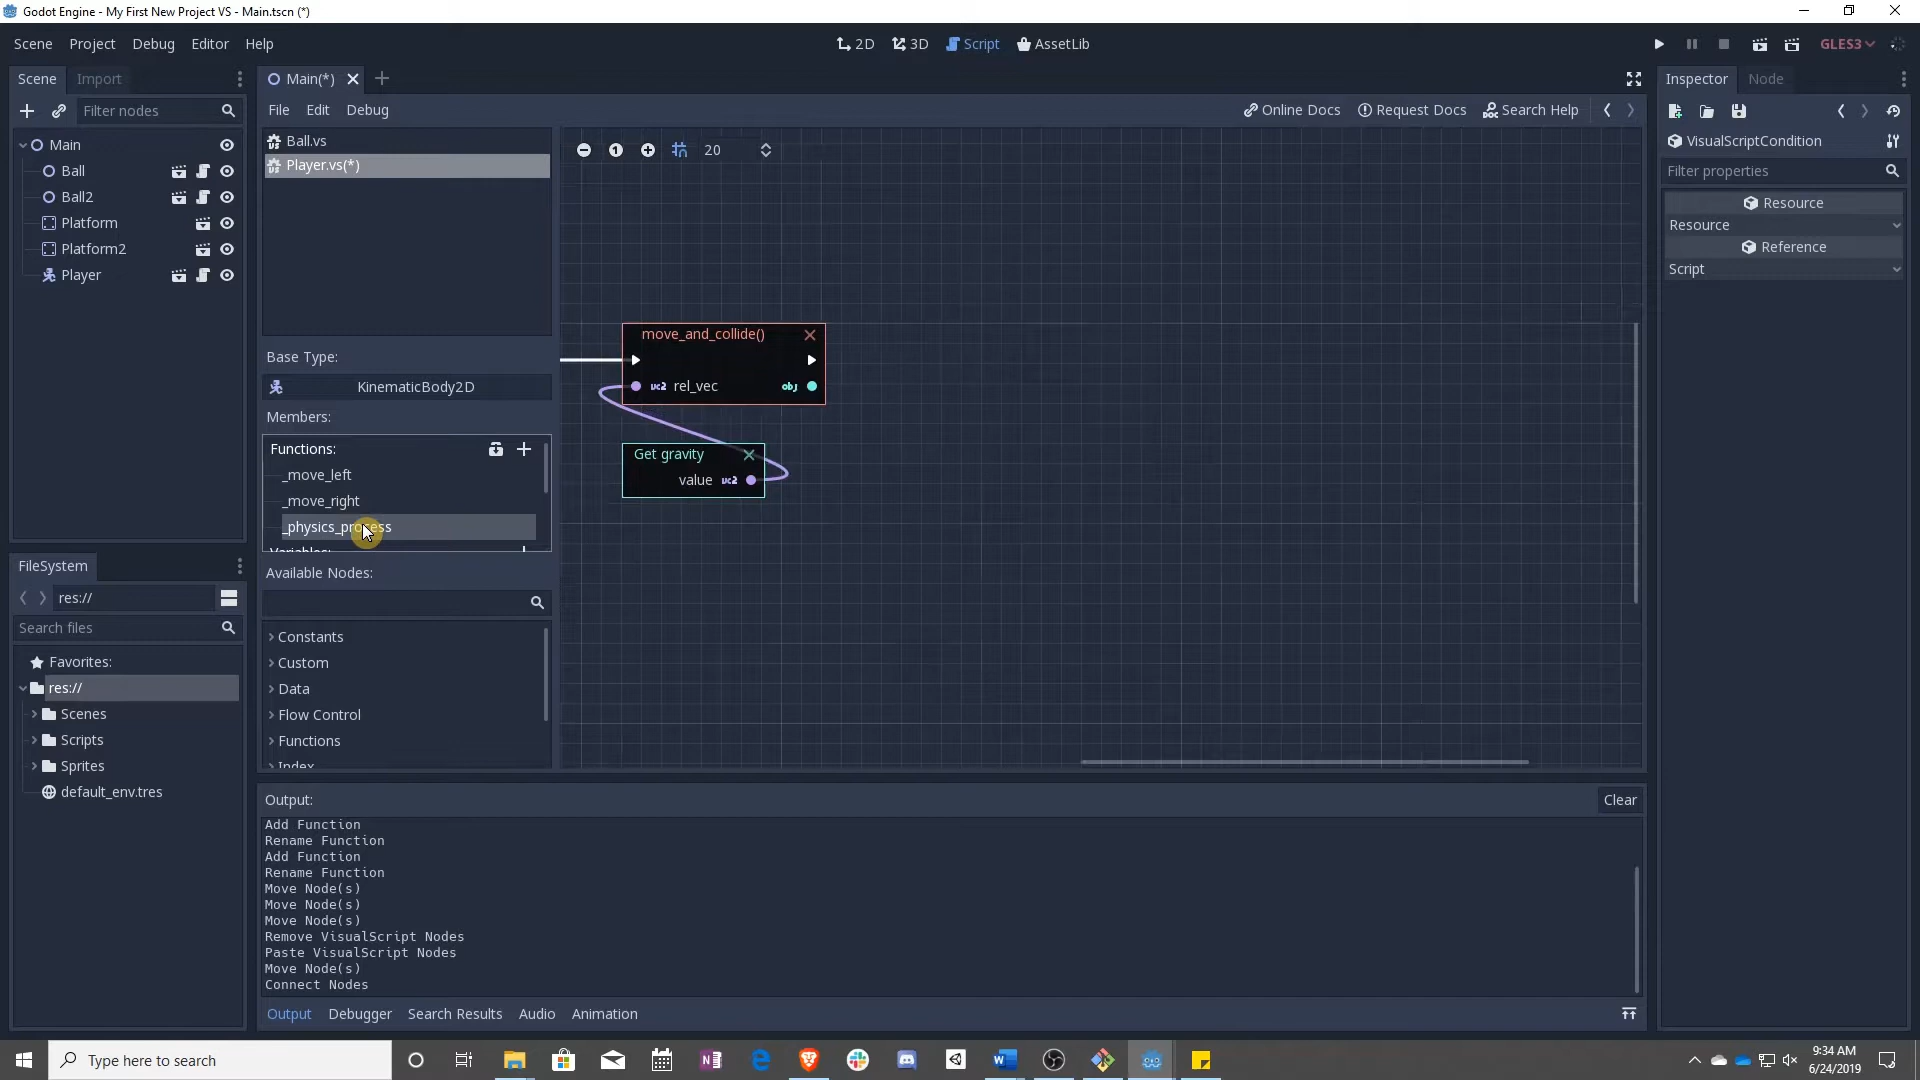 Godot Engine - My First New Project VS - Main.tscn (*)
Scene Project Debug Editor Help
2D 3D Script AssetLib
GLES3
Scene Import
Main(*)
Inspector Node
Filter nodes
File Edit Debug
Online Docs Request Docs Search Help
Main
Ball
Ball2
Platform
Platform2
Player
Ball.vs
Player.vs(*)
20
VisualScriptCondition
Filter properties
Resource
Resource
Reference
Script
Base Type:
KinematicBody2D
Members:
Functions:
_move_left
_move_right
_physics_process
Variables:
move_and_collide()
vc2 rel_vec obj
Get gravity
value vc2
Available Nodes:
Constants
Custom
Data
Flow Control
Functions
Index
FileSystem
res://
Search files
Favorites:
res://
Scenes
Scripts
Sprites
default_env.tres
Output:
Clear
Add Function
Rename Function
Add Function
Rename Function
Move Node(s)
Move Node(s)
Move Node(s)
Remove VisualScript Nodes
Paste VisualScript Nodes
Move Node(s)
Connect Nodes
Output Debugger Search Results Audio Animation
Type here to search
9:34 AM
6/24/2019